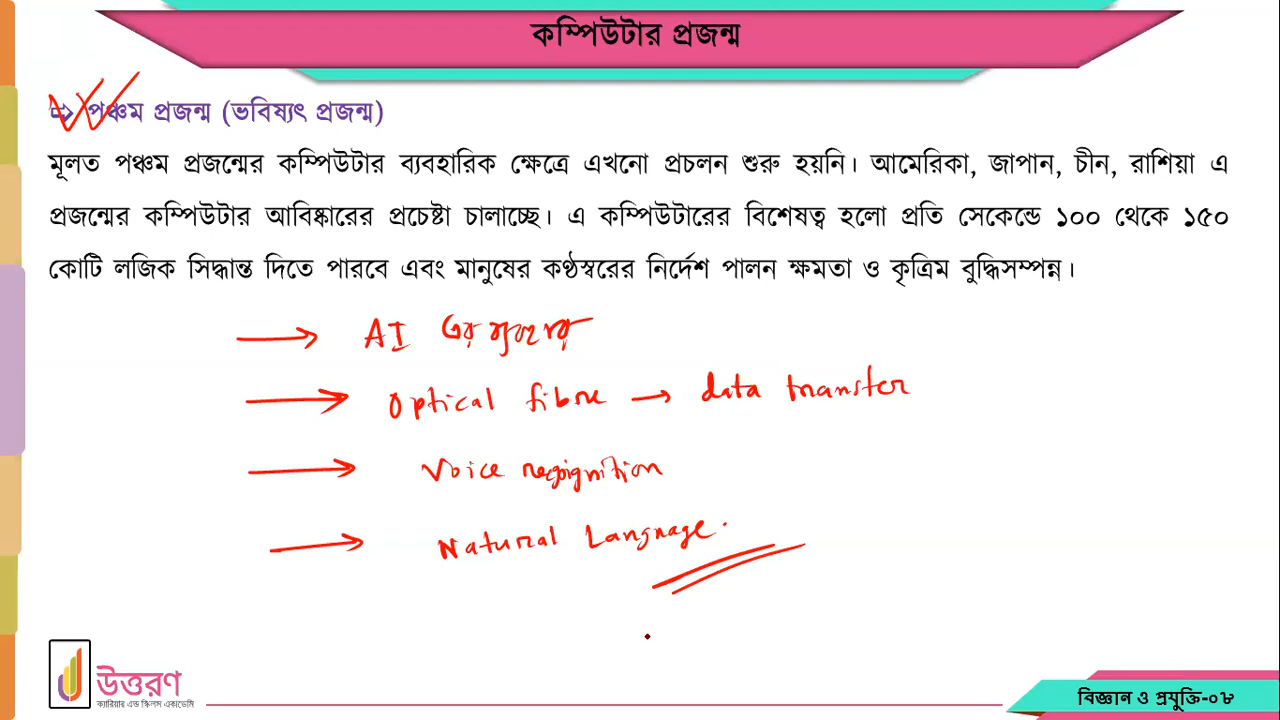 কম্পিউটার প্রজন্ম
⇨ পঞ্চম প্রজন্ম (ভবিষ্যৎ প্রজন্ম)
মূলত পঞ্চম প্রজন্মের কম্পিউটার ব্যবহারিক ক্ষেত্রে এখনো প্রচলন শুরু হয়নি। আমেরিকা, জাপান, চীন, রাশিয়া এ
প্রজন্মের কম্পিউটার আবিষ্কারের প্রচেষ্টা চালাচ্ছে। এ কম্পিউটারের বিশেষত্ব হলো প্রতি সেকেন্ডে ১০০ থেকে ১৫০
কোটি লজিক সিদ্ধান্ত দিতে পারবে এবং মানুষের কণ্ঠস্বরের নির্দেশ পালন ক্ষমতা ও কৃত্রিম বুদ্ধিসম্পন্ন।
→ AI এর ব্যবহার
→ Optical fibre → data transfer
→ Voice recoignition
→ Natural Language.
উত্তরণ
ক্যারিয়ার এন্ড স্কিলস একাডেমি
বিজ্ঞান ও প্রযুক্তি-০৮